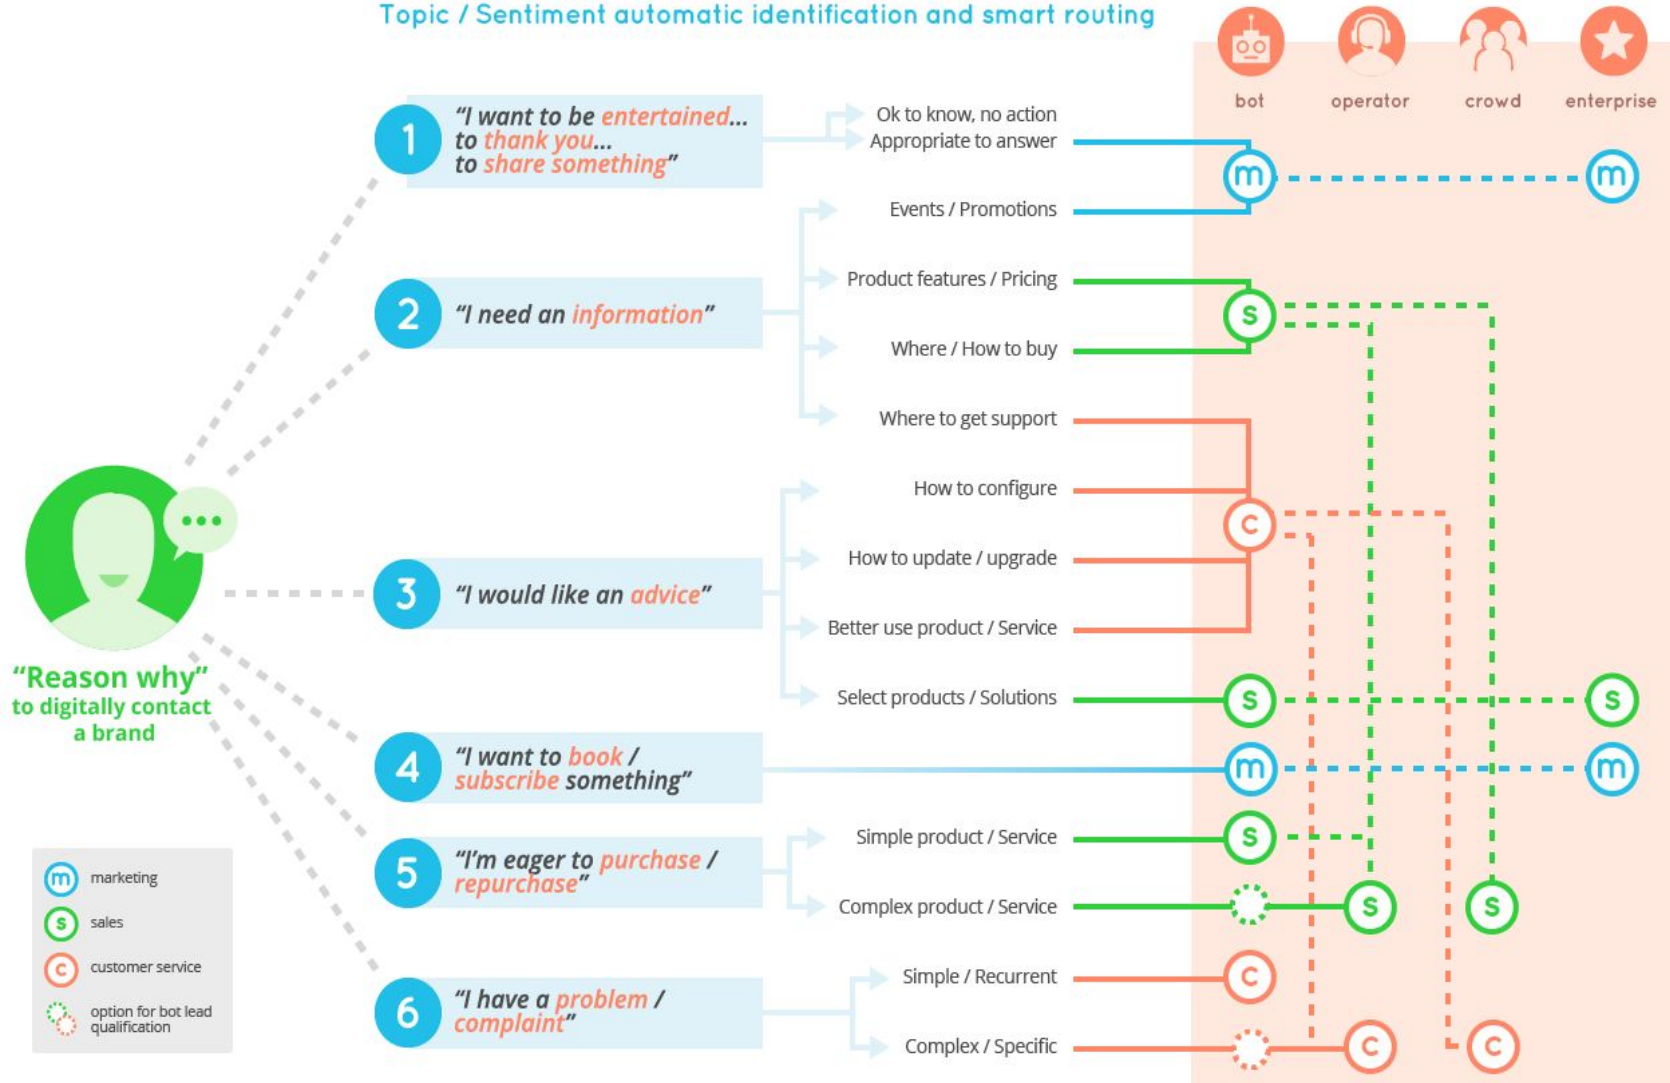 Topic / Sentiment automatic identification and smart routing
bot
operator
crowd
enterprise
1
“I want to be entertained...
to thank you...
to share something”
Ok to know, no action
Appropriate to answer
m
m
2
“I need an information”
Events / Promotions
Product features / Pricing
s
Where / How to buy
Where to get support
3
“I would like an advice”
How to configure
c
How to update / upgrade
Better use product / Service
Select products / Solutions
s
s
“Reason why”
to digitally contact
a brand
4
“I want to book /
subscribe something”
m
m
5
“I’m eager to purchase /
repurchase”
Simple product / Service
s
Complex product / Service
s
s
6
“I have a problem /
complaint”
Simple / Recurrent
c
Complex / Specific
c
c
m
marketing
s
sales
c
customer service
option for bot lead
qualification